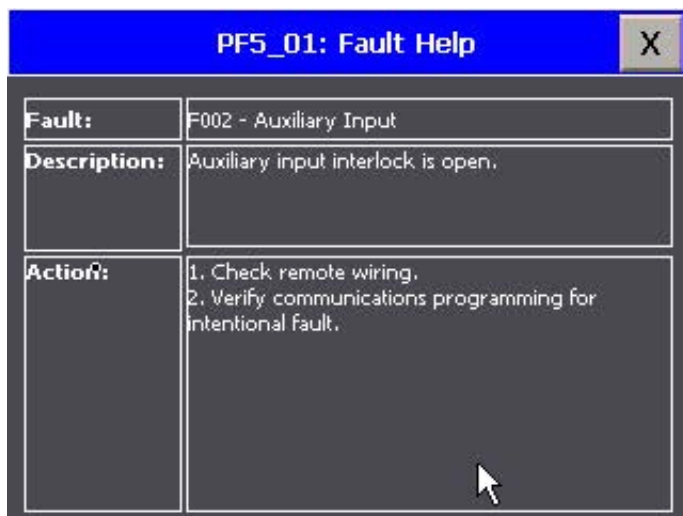 PF5_01: Fault Help
X
Fault:
F002 - Auxiliary Input
Description:
Auxiliary input interlock is open.
Action:
1. Check remote wiring.
2. Verify communications programming for
intentional fault.